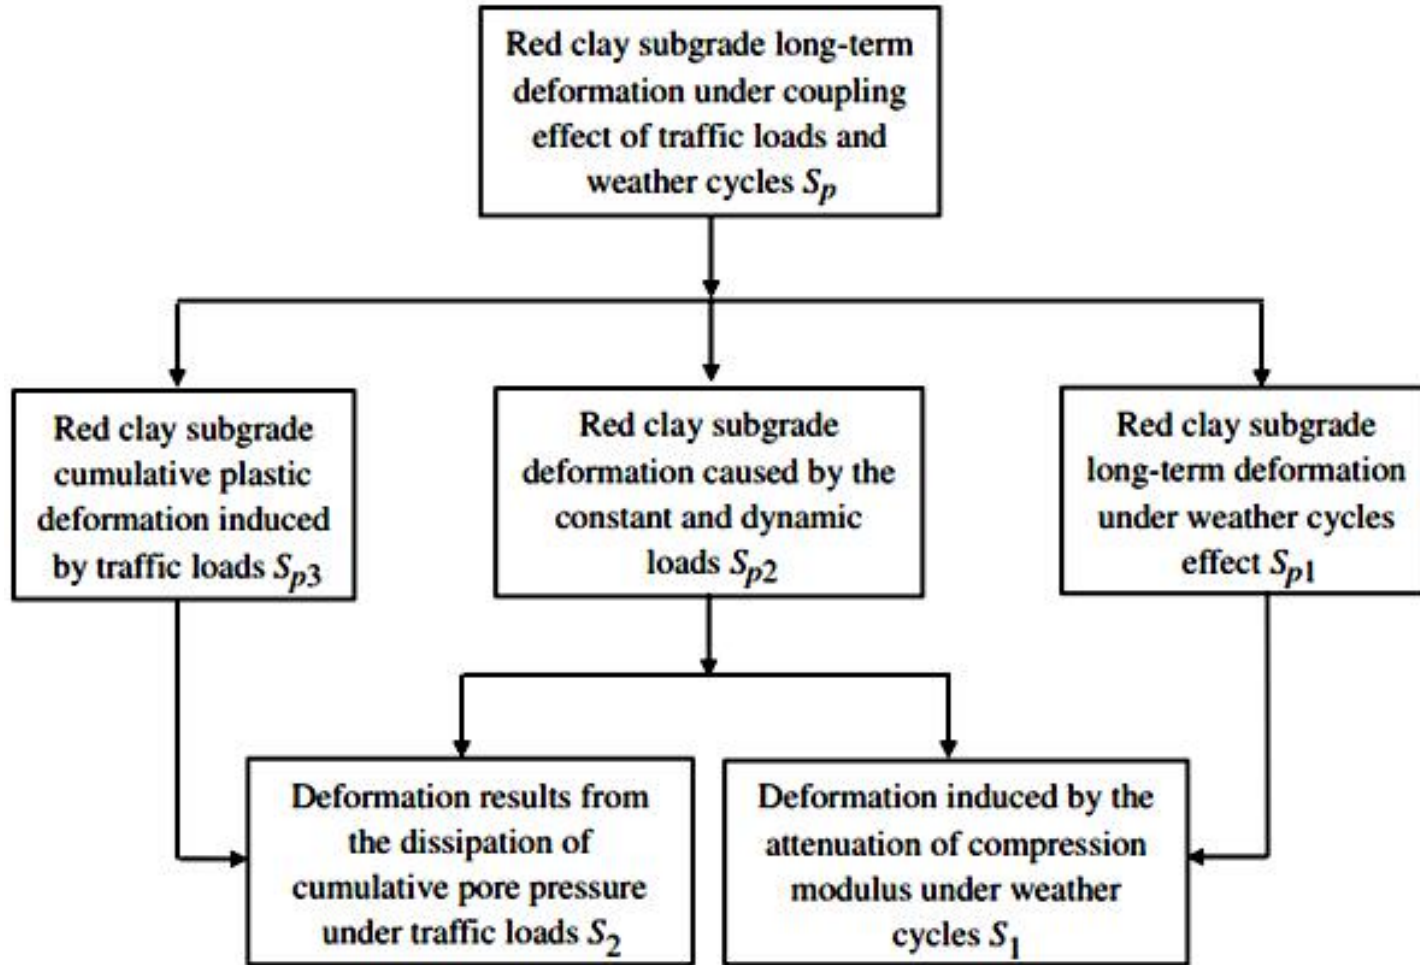 Red clay subgrade long-term
deformation under coupling
effect of traffic loads and
weather cycles Sp
Red clay subgrade
cumulative plastic
deformation induced
by traffic loads Sp3
Red clay subgrade
deformation caused by the
constant and dynamic
loads Sp2
Red clay subgrade
long-term deformation
under weather cycles
effect Sp1
Deformation results from
the dissipation of
cumulative pore pressure
under traffic loads S2
Deformation induced by the
attenuation of compression
modulus under weather
cycles S1